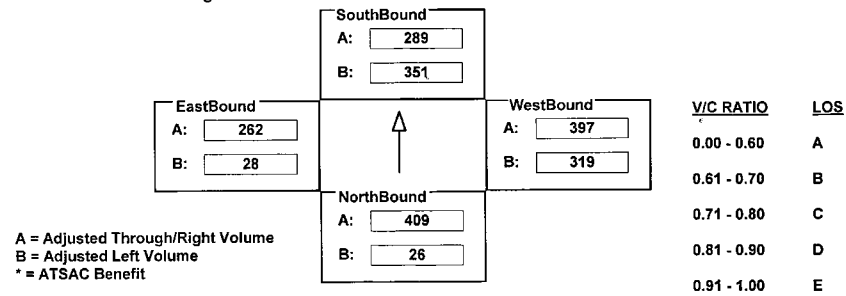 SouthBound
A: 289
B: 351
EastBound
A: 262
B: 28
WestBound
A: 397
B: 319
NorthBound
A: 409
B: 26
A = Adjusted Through/Right Volume
B = Adjusted Left Volume
* = ATSAC Benefit
V/C RATIO LOS
0.00 - 0.60 A
0.61 - 0.70 B
0.71 - 0.80 C
0.81 - 0.90 D
0.91 - 1.00 E